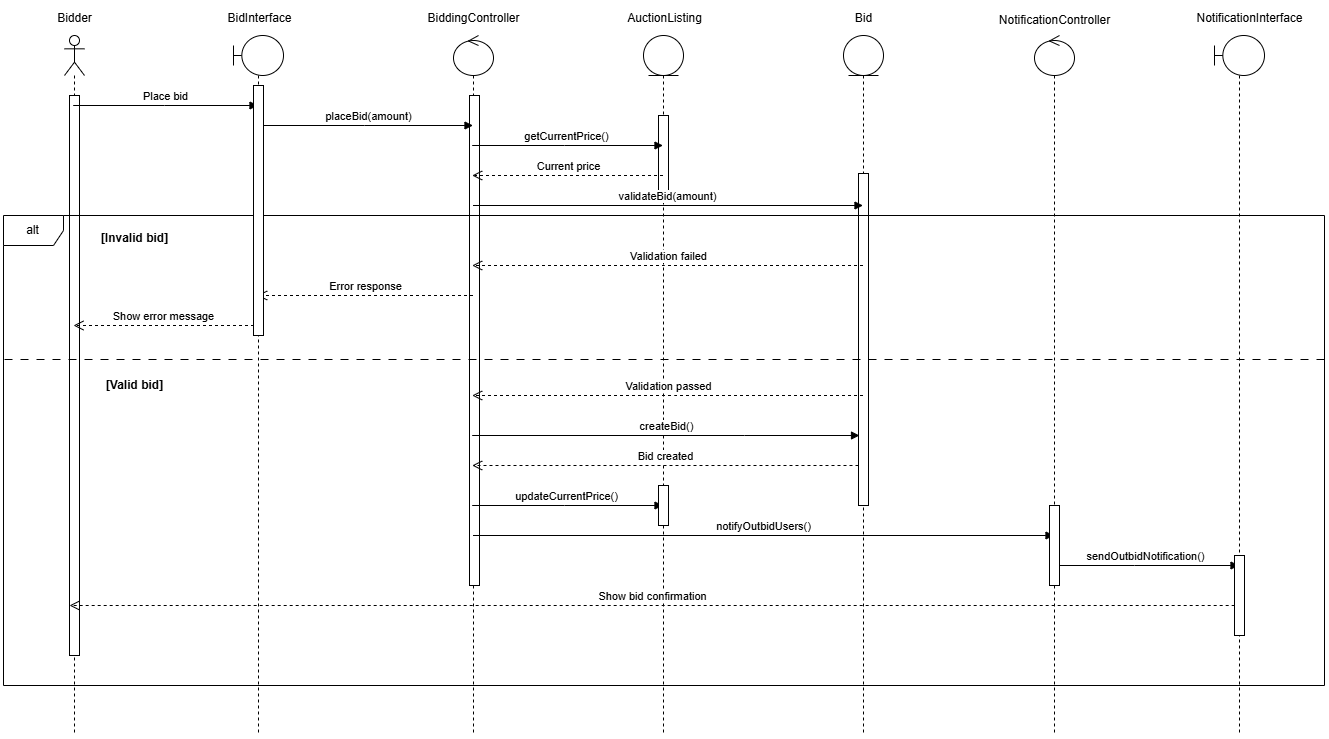 Bidder
BidInterface
BiddingController
AuctionListing
Bid
NotificationController
NotificationInterface
Place bid
placeBid(amount)
getCurrentPrice()
Current price
validateBid(amount)
alt
[Invalid bid]
Validation failed
Error response
Show error message
[Valid bid]
Validation passed
createBid()
Bid created
updateCurrentPrice()
notifyOutbidUsers()
sendOutbidNotification()
Show bid confirmation